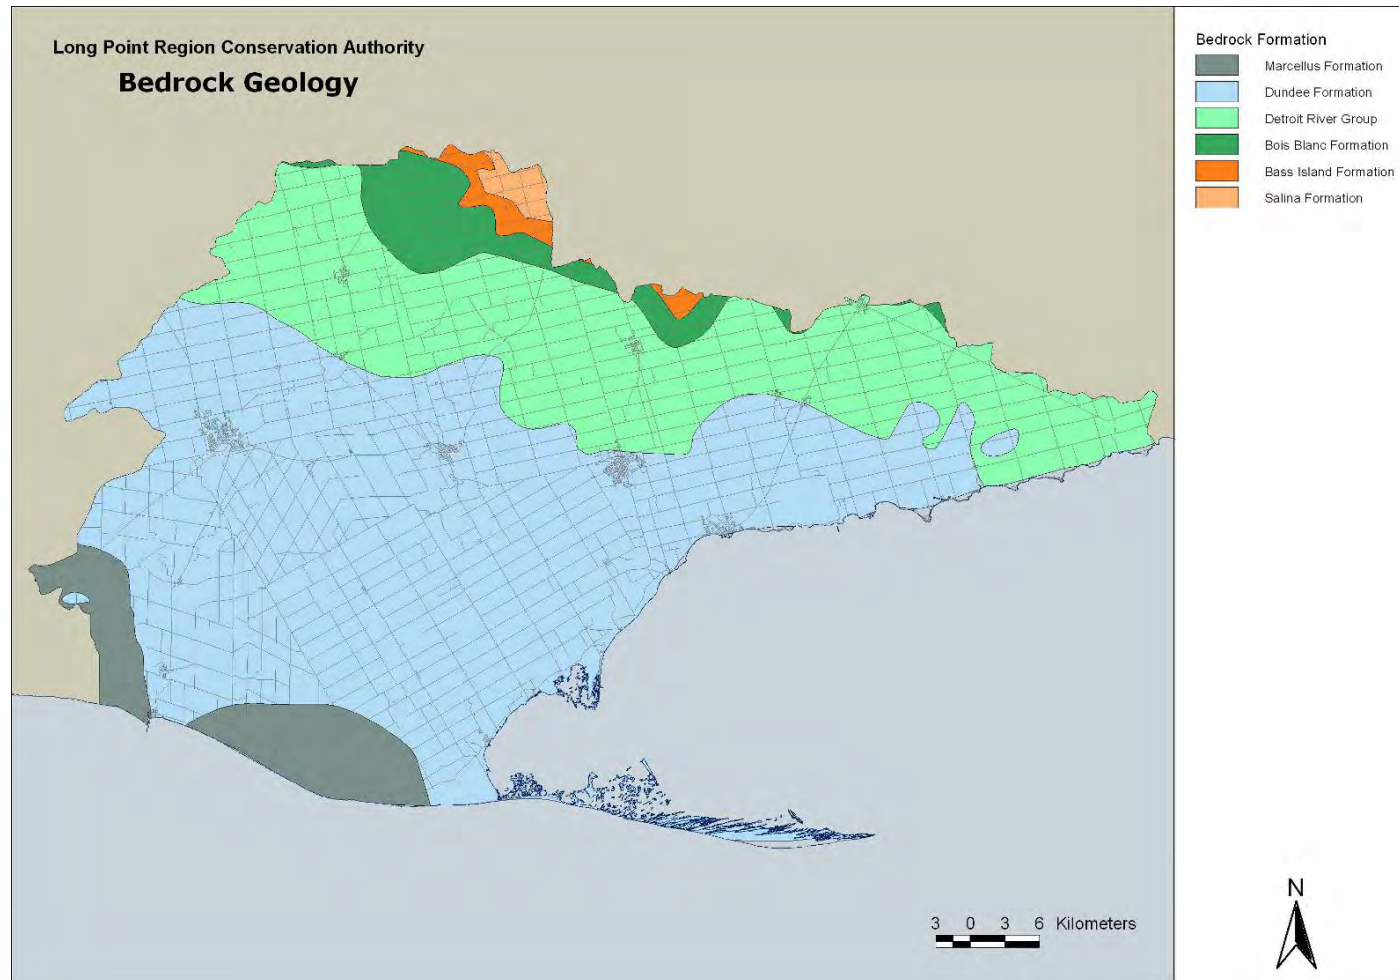 Long Point Region Conservation Authority
Bedrock Geology
Bedrock Formation
Marcellus Formation
Dundee Formation
Detroit River Group
Bois Blanc Formation
Bass Island Formation
Salina Formation
3 0 3 6 Kilometers
N